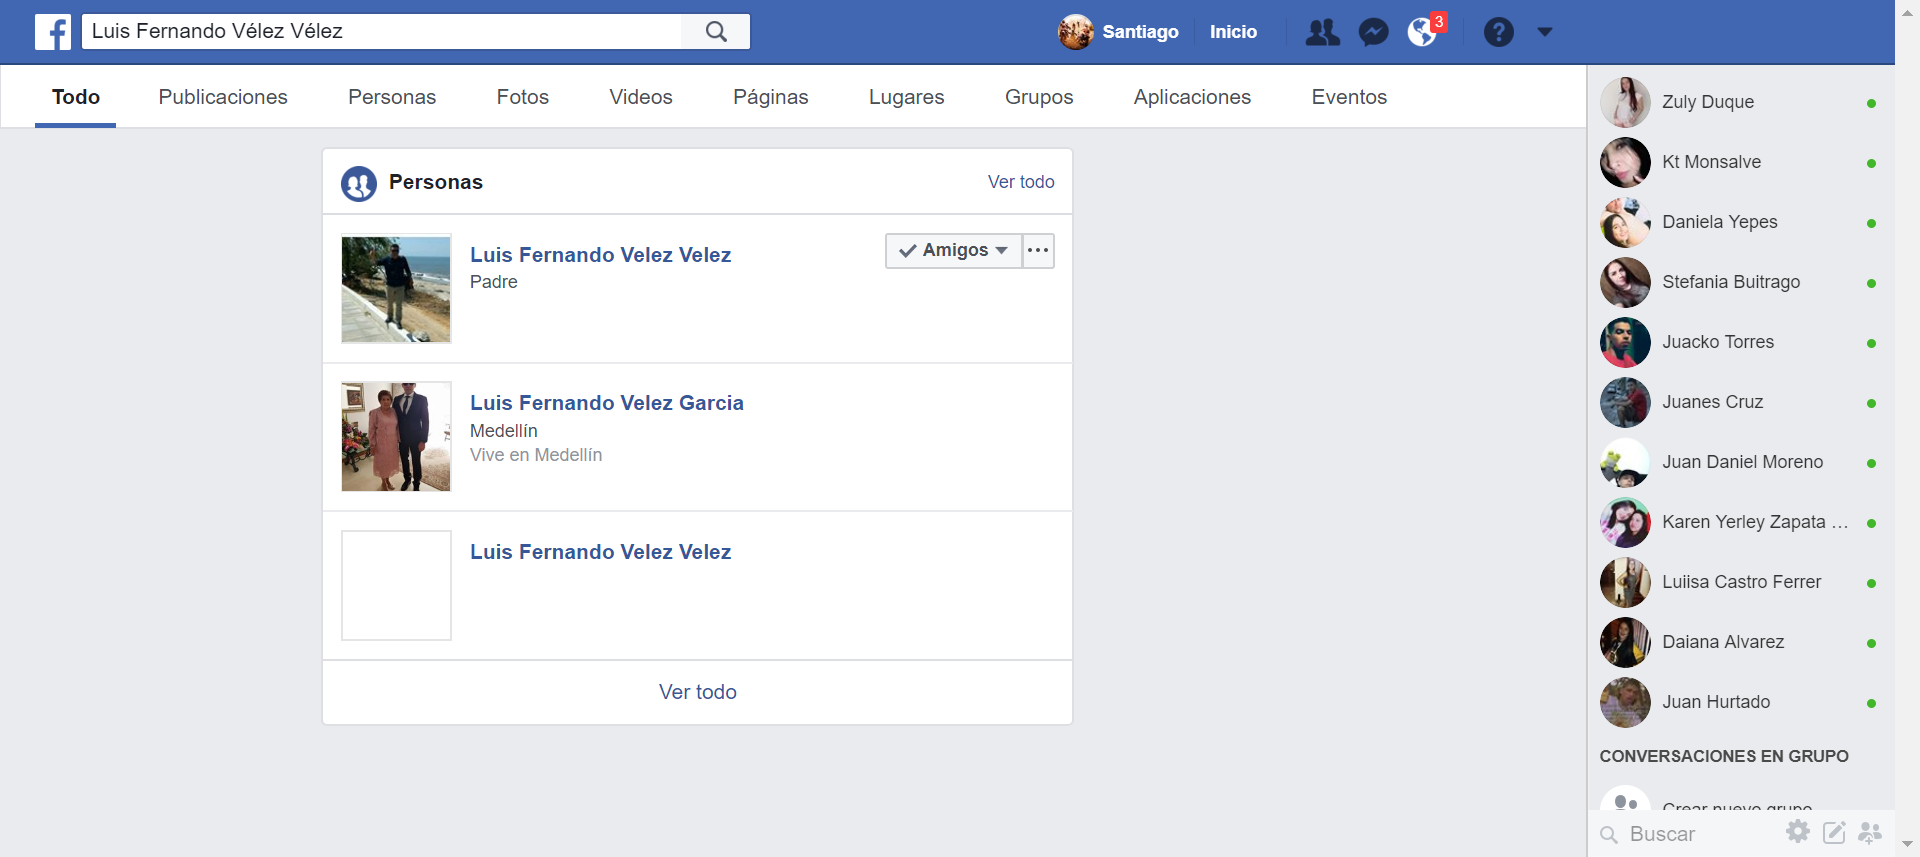 Luis Fernando Vélez Vélez
Santiago
Inicio
3
Todo
Publicaciones
Personas
Fotos
Videos
Páginas
Lugares
Grupos
Aplicaciones
Eventos
Personas
Ver todo
Luis Fernando Velez Velez
Padre
Amigos
Luis Fernando Velez Garcia
Medellín
Vive en Medellín
Luis Fernando Velez Velez
Ver todo
Zuly Duque
Kt Monsalve
Daniela Yepes
Stefania Buitrago
Juacko Torres
Juanes Cruz
Juan Daniel Moreno
Karen Yerley Zapata ...
Luiisa Castro Ferrer
Daiana Alvarez
Juan Hurtado
CONVERSACIONES EN GRUPO
Crear nuevo grupo
Buscar